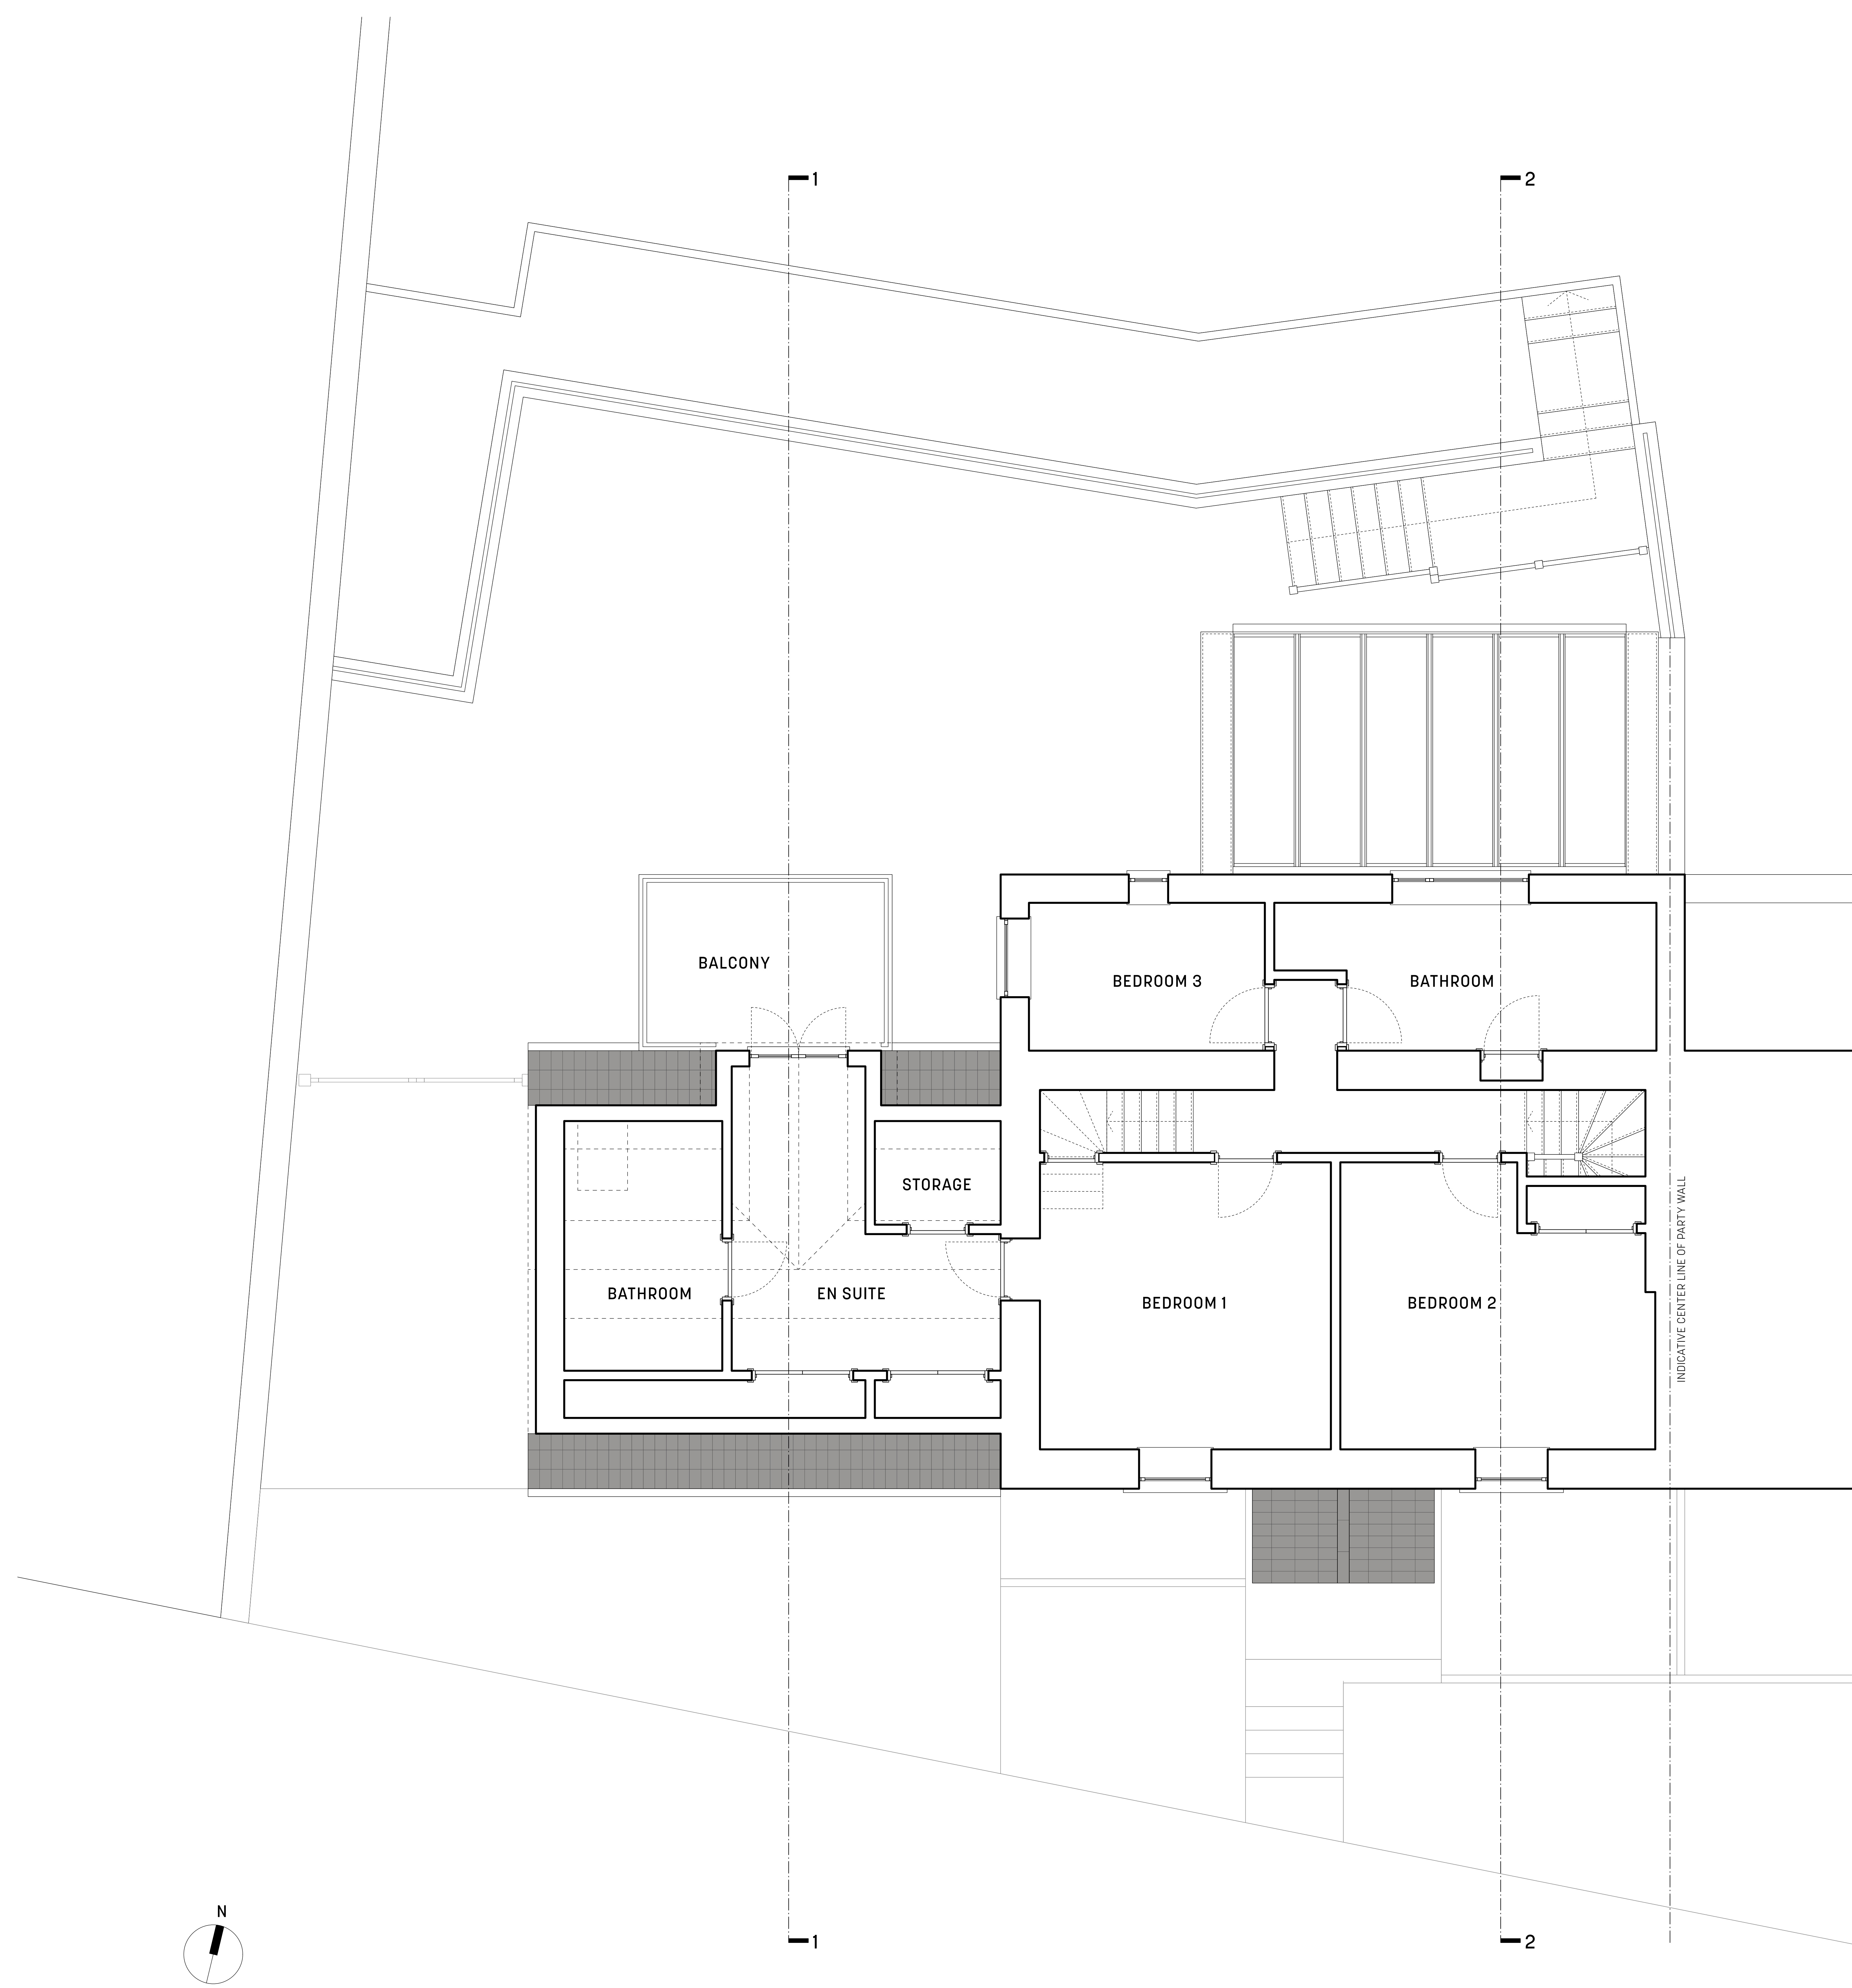 1
2
BALCONY
BEDROOM 3
BATHROOM
STORAGE
BATHROOM
EN SUITE
BEDROOM 1
BEDROOM 2
INDICATIVE CENTER LINE OF PARTY WALL
N
1
2